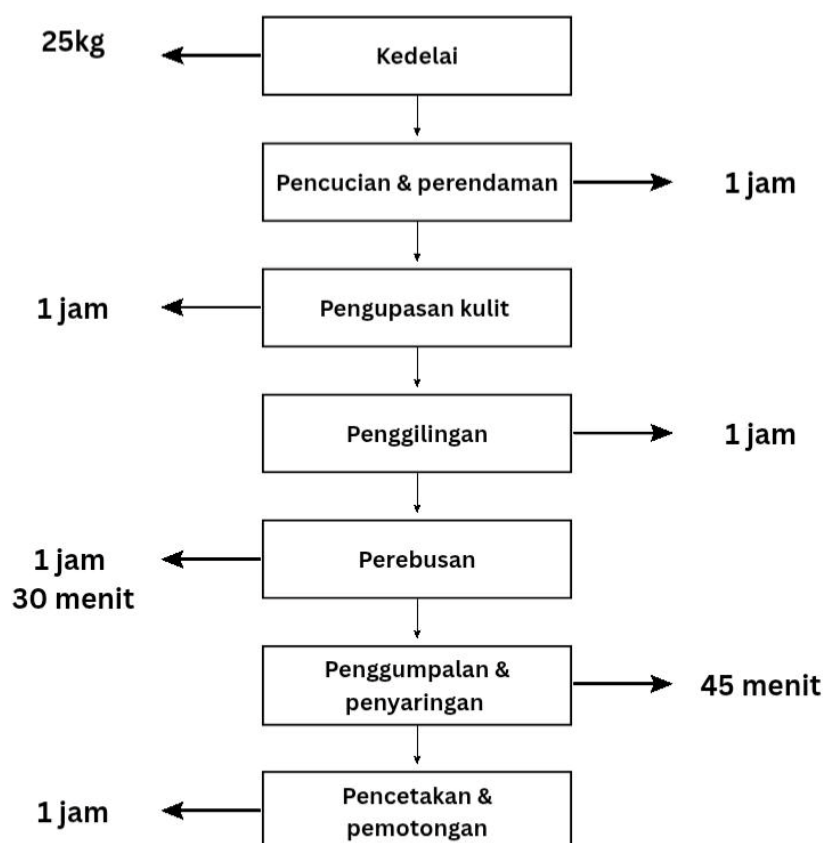 25kg
Kedelai
Pencucian & perendaman
1 jam
1 jam
Pengupasan kulit
Penggilingan
1 jam
1 jam
30 menit
Perebusan
Penggumpalan &
penyaringan
45 menit
1 jam
Pencetakan &
pemotongan